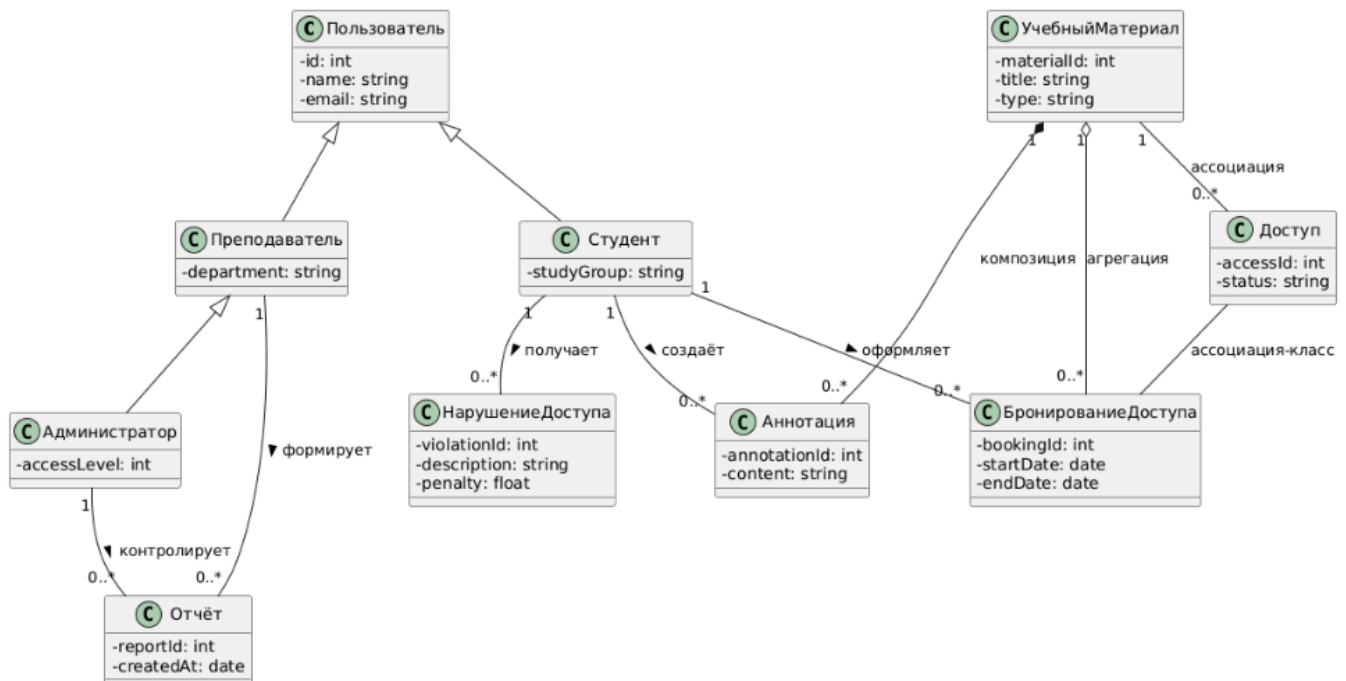 C Пользователь
-id: int
-name: string
-email: string
C УчебныйМатериал
-materialId: int
-title: string
-type: string
1
1
1
ассоциация
0..*
C Преподаватель
-department: string
C Студент
-studyGroup: string
C Доступ
-accessId: int
-status: string
композиция
агрегация
1
1
1
1
получает
создаёт
оформляет
ассоциация-класс
0..*
0..*
0..*
0..*
0..*
C Администратор
-accessLevel: int
формирует
C НарушениеДоступа
-violationId: int
-description: string
-penalty: float
C Аннотация
-annotationId: int
-content: string
C БронированиеДоступа
-bookingId: int
-startDate: date
-endDate: date
1
контролирует
0..*
0..*
C Отчёт
-reportId: int
-createdAt: date